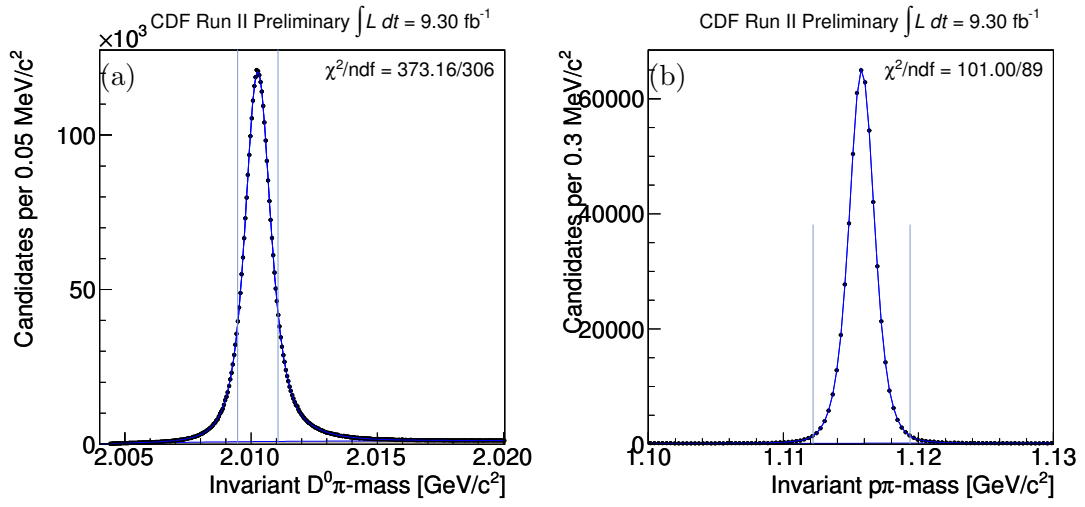 CDF Run II Preliminary ∫L dt = 9.30 fb⁻¹
×10³
(a)
χ²/ndf = 373.16/306
Candidates per 0.05 MeV/c²
100
50
0
2.005 2.010 2.015 2.020
Invariant D⁰π-mass [GeV/c²]
CDF Run II Preliminary ∫L dt = 9.30 fb⁻¹
(b)
χ²/ndf = 101.00/89
Candidates per 0.3 MeV/c²
60000
40000
20000
0
1.10 1.11 1.12 1.13
Invariant pπ-mass [GeV/c²]